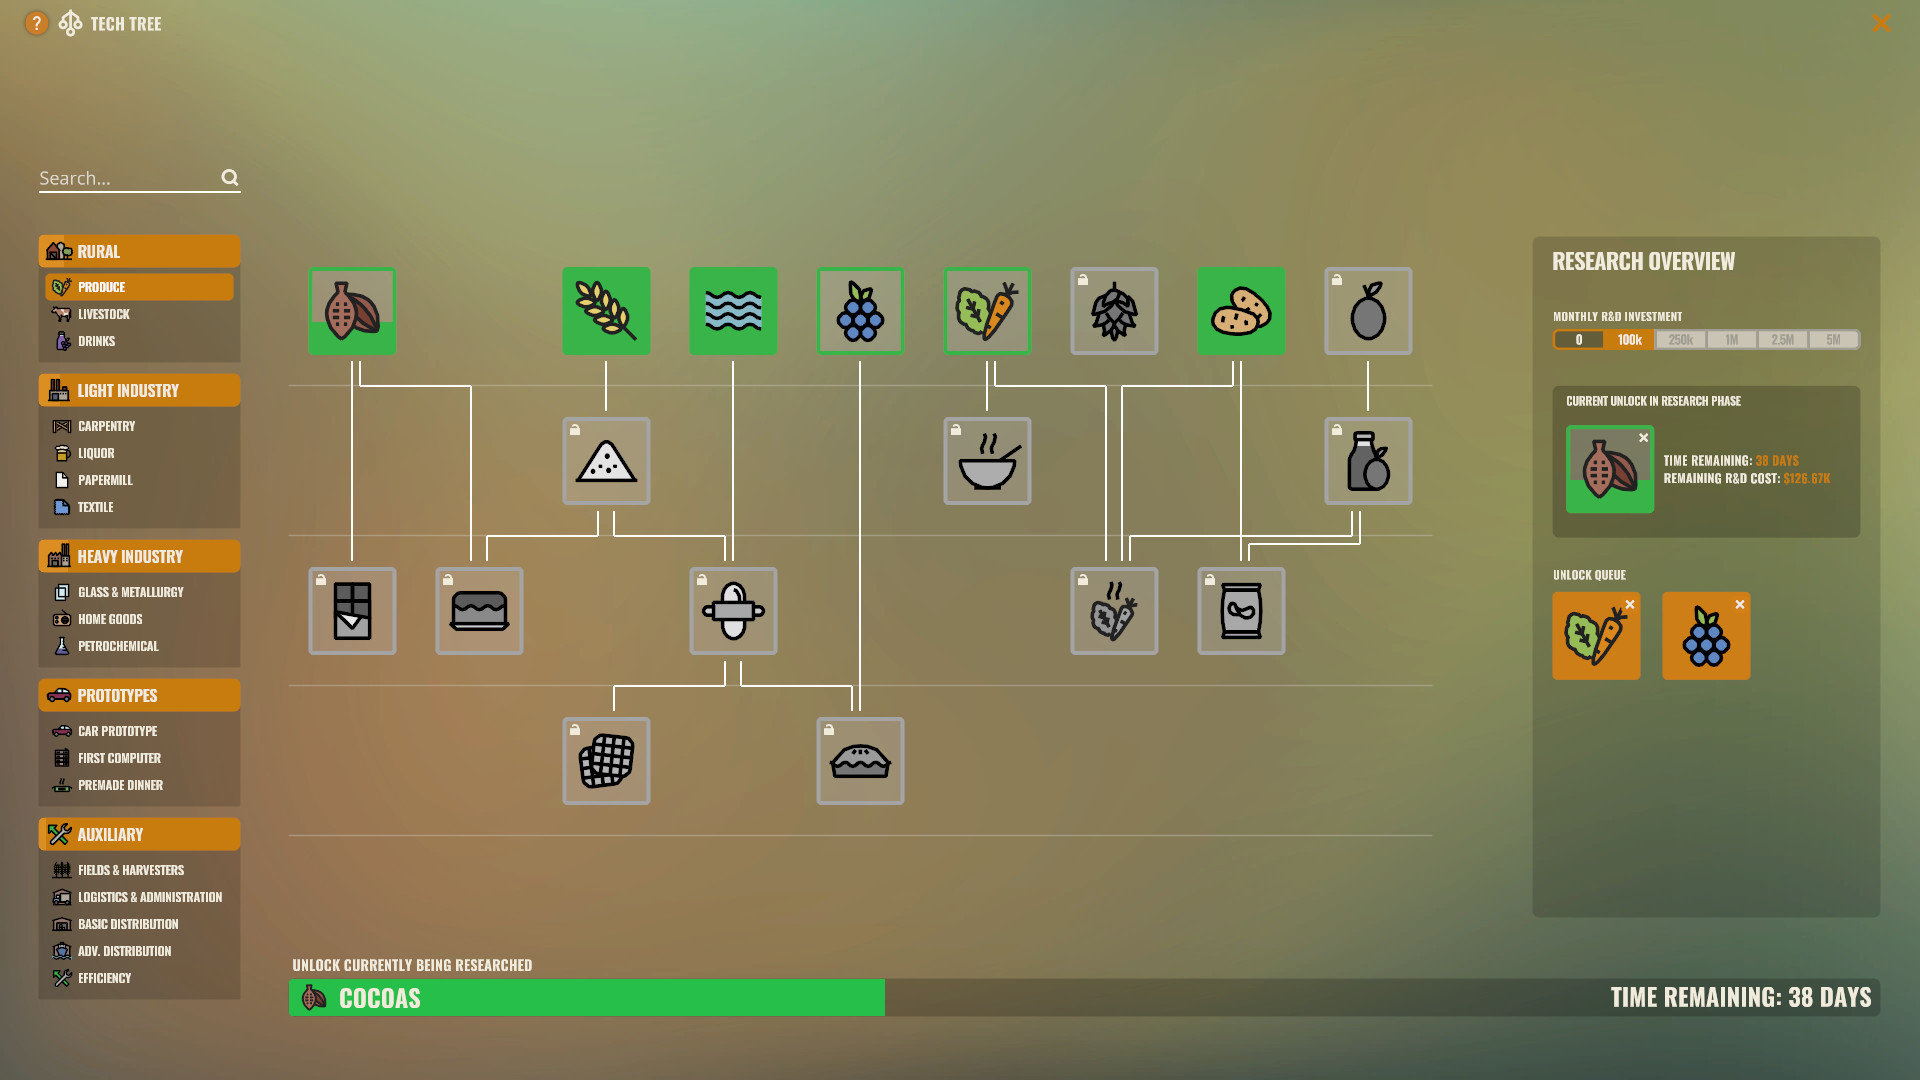 ?
TECH TREE
Search...
RURAL
PRODUCE
LIVESTOCK
DRINKS
LIGHT INDUSTRY
CARPENTRY
LIQUOR
PAPERMILL
TEXTILE
HEAVY INDUSTRY
GLASS & METALLURGY
HOME GOODS
PETROCHEMICAL
PROTOTYPES
CAR PROTOTYPE
FIRST COMPUTER
PREMADE DINNER
AUXILIARY
FIELDS & HARVESTERS
LOGISTICS & ADMINISTRATION
BASIC DISTRIBUTION
ADV. DISTRIBUTION
EFFICIENCY
RESEARCH OVERVIEW
MONTHLY R&D INVESTMENT
0 100k 250k 1M 2.5M 5M
CURRENT UNLOCK IN RESEARCH PHASE
TIME REMAINING: 38 DAYS
REMAINING R&D COST: $126.67K
UNLOCK QUEUE
UNLOCK CURRENTLY BEING RESEARCHED
COCOAS
TIME REMAINING: 38 DAYS